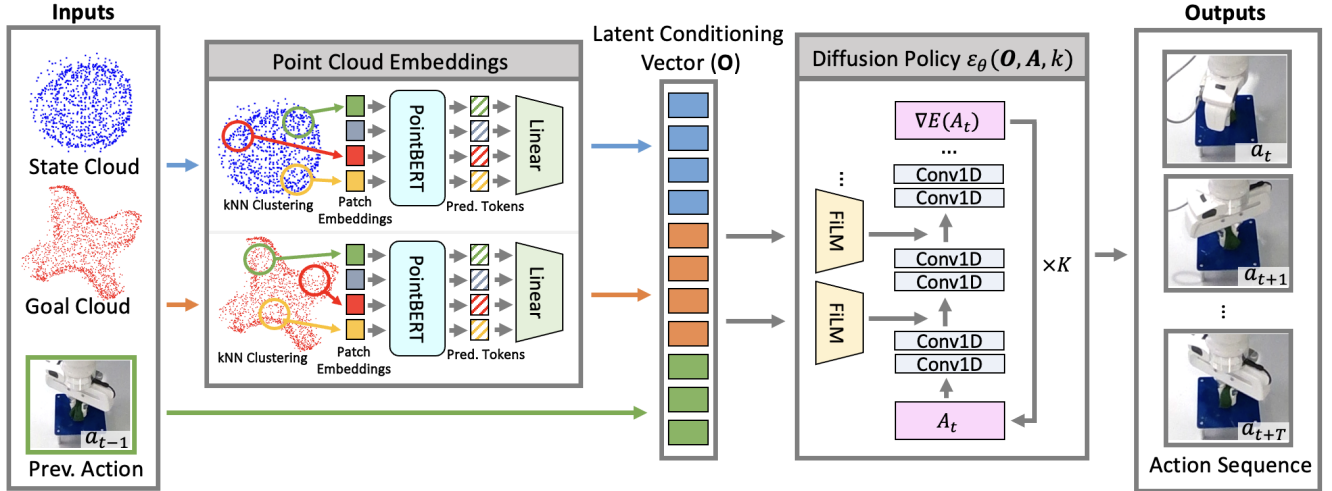 Inputs
State Cloud
Goal Cloud
a_{t-1}
Prev. Action
Point Cloud Embeddings
kNN Clustering
Patch
Embeddings
PointBERT
Pred. Tokens
Linear
kNN Clustering
Patch
Embeddings
PointBERT
Pred. Tokens
Linear
Latent Conditioning
Vector (O)
Diffusion Policy ε_θ(O, A, k)
∇E(A_t)
...
Conv1D
Conv1D
...
FiLM
Conv1D
Conv1D
FiLM
Conv1D
Conv1D
A_t
×K
Outputs
a_t
a_{t+1}
...
a_{t+T}
Action Sequence